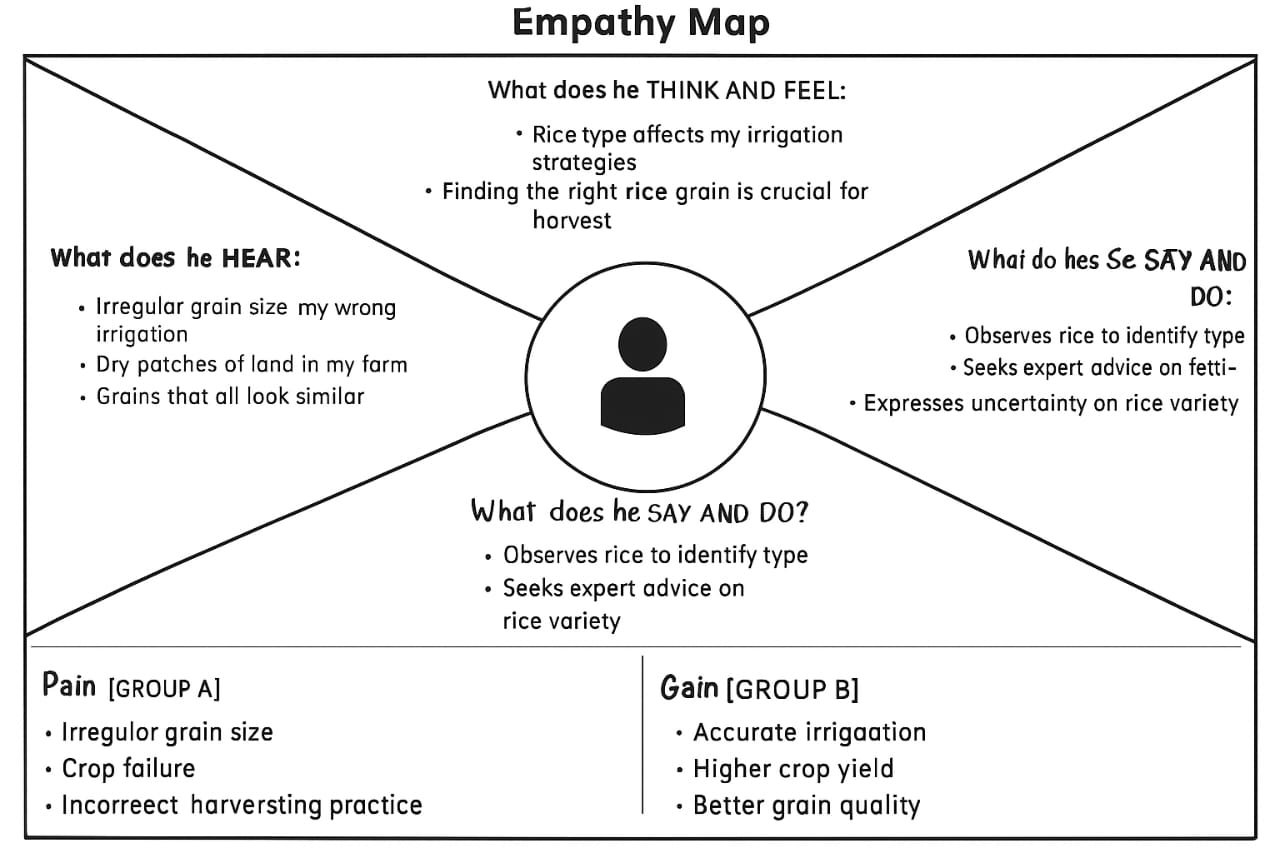 Empathy Map
What does he THINK AND FEEL:
• Rice type affects my irrigation
strategies
• Finding the right rice grain is crucial for
horvest
What does he HEAR:
• Irregular grain size my wrong
irrigation
• Dry patches of land in my farm
• Grains that all look similar
Whai do hes Se SAY AND
DO:
• Observes rice to identify type
• Seeks expert advice on fetti-
• Expresses uncertainty on rice variety
What does he SAY AND DO?
• Observes rice to identify type
• Seeks expert advice on
rice variety
Pain [GROUP A]
• Irregulor grain size
• Crop failure
• Incorreect harversting practice
Gain [GROUP B]
• Accurate irrigaation
• Higher crop yield
• Better grain quality